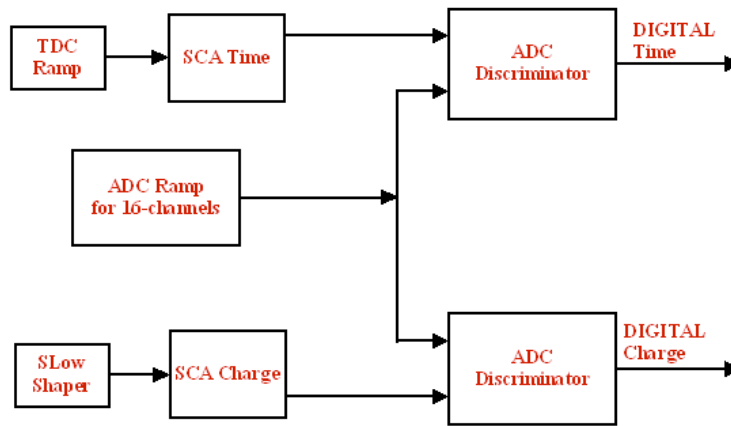 TDC
Ramp
SCA Time
ADC
Discriminator
DIGITAL
Time
ADC Ramp
for 16-channels
SLow
Shaper
SCA Charge
ADC
Discriminator
DIGITAL
Charge